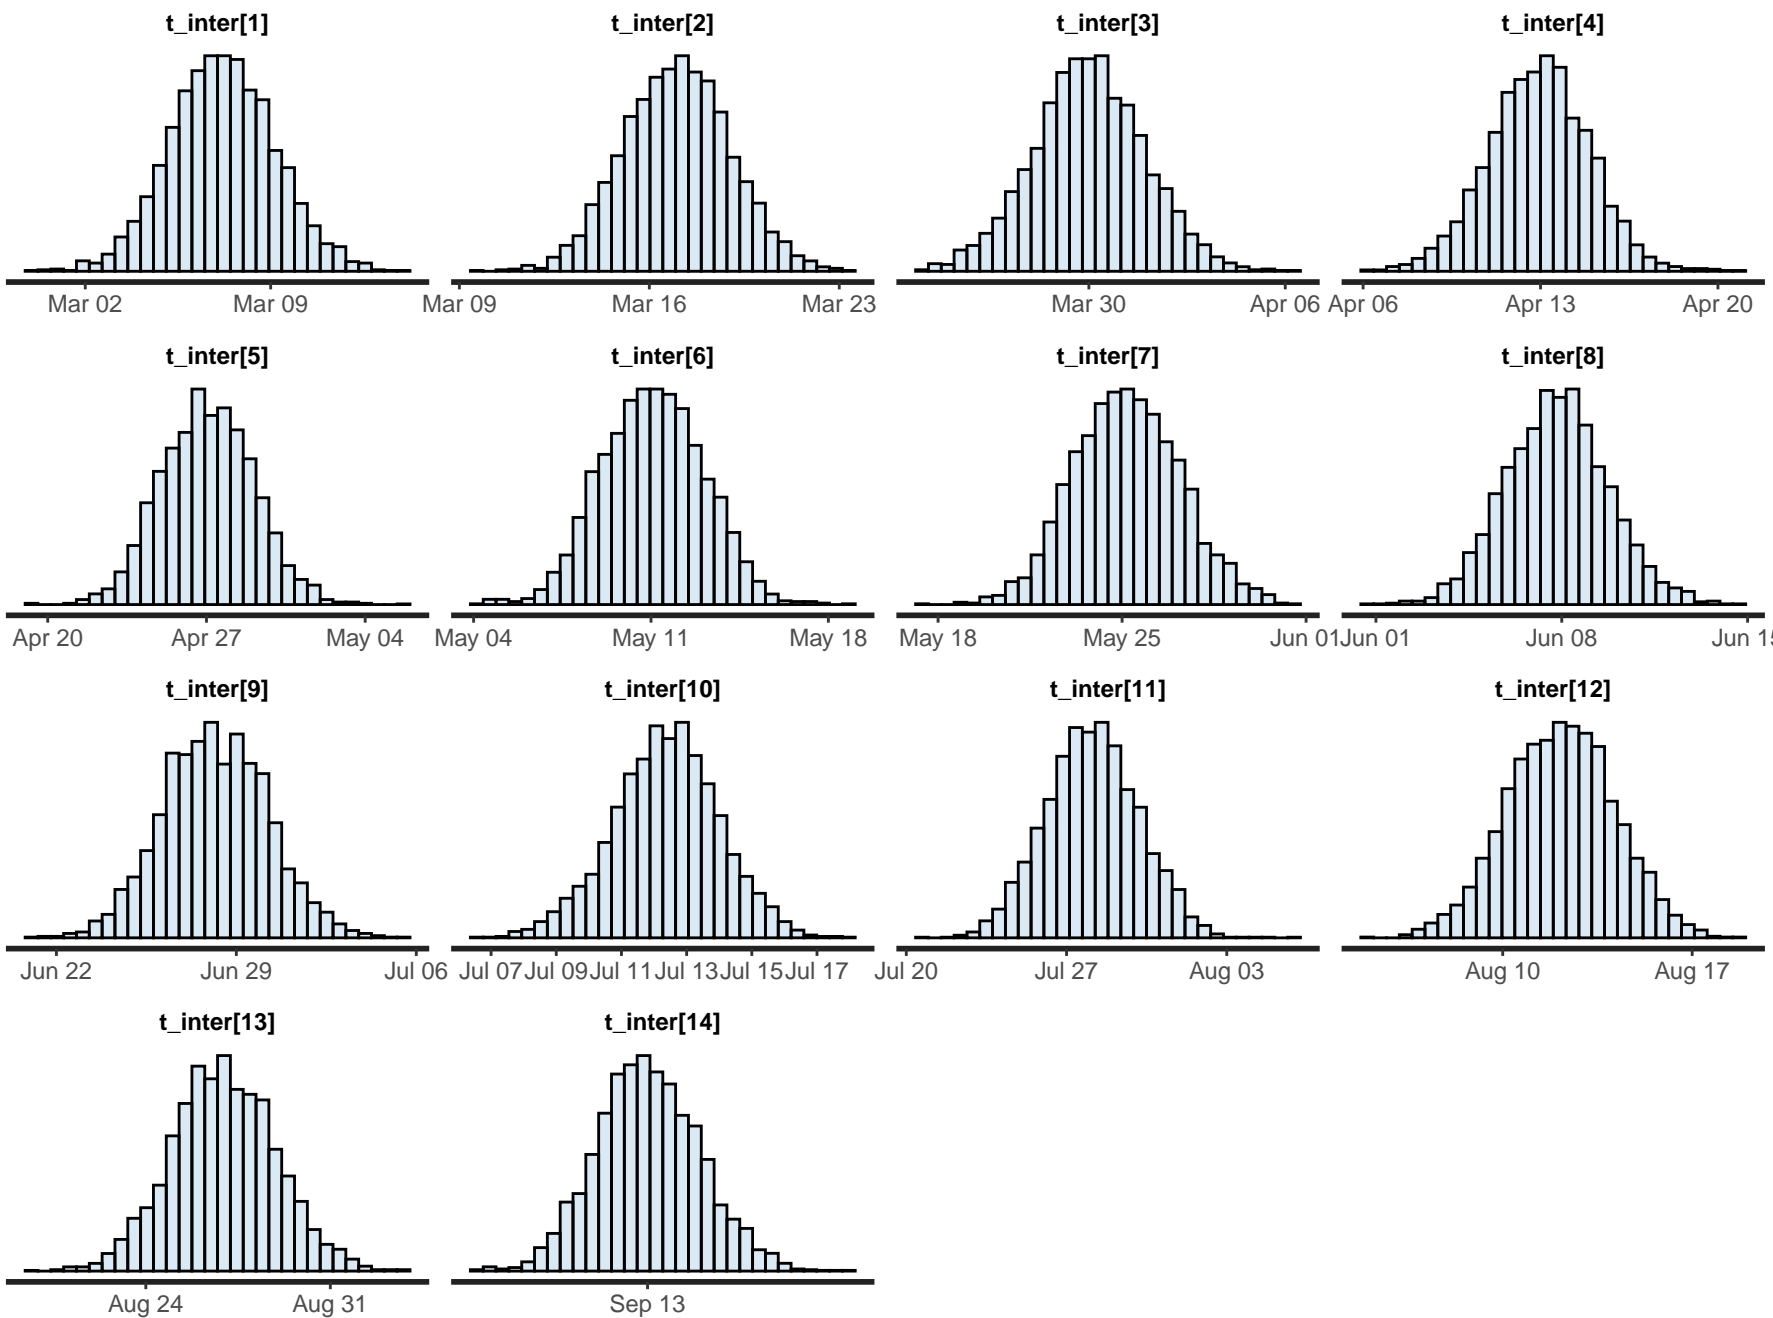 t_inter[1] t_inter[2] t_inter[3] t_inter[4]
Mar 02 Mar 09 Mar 09 Mar 16 Mar 23 Mar 30 Apr 06 Apr 06 Apr 13 Apr 20
t_inter[5] t_inter[6] t_inter[7] t_inter[8]
Apr 20 Apr 27 May 04 May 04 May 11 May 18 May 18 May 25 Jun 01 Jun 01 Jun 08 Jun 15
t_inter[9] t_inter[10] t_inter[11] t_inter[12]
Jun 22 Jun 29 Jul 06 Jul 07 Jul 09 Jul 11 Jul 13 Jul 15 Jul 17 Jul 20 Jul 27 Aug 03 Aug 10 Aug 17
t_inter[13] t_inter[14]
Aug 24 Aug 31 Sep 13